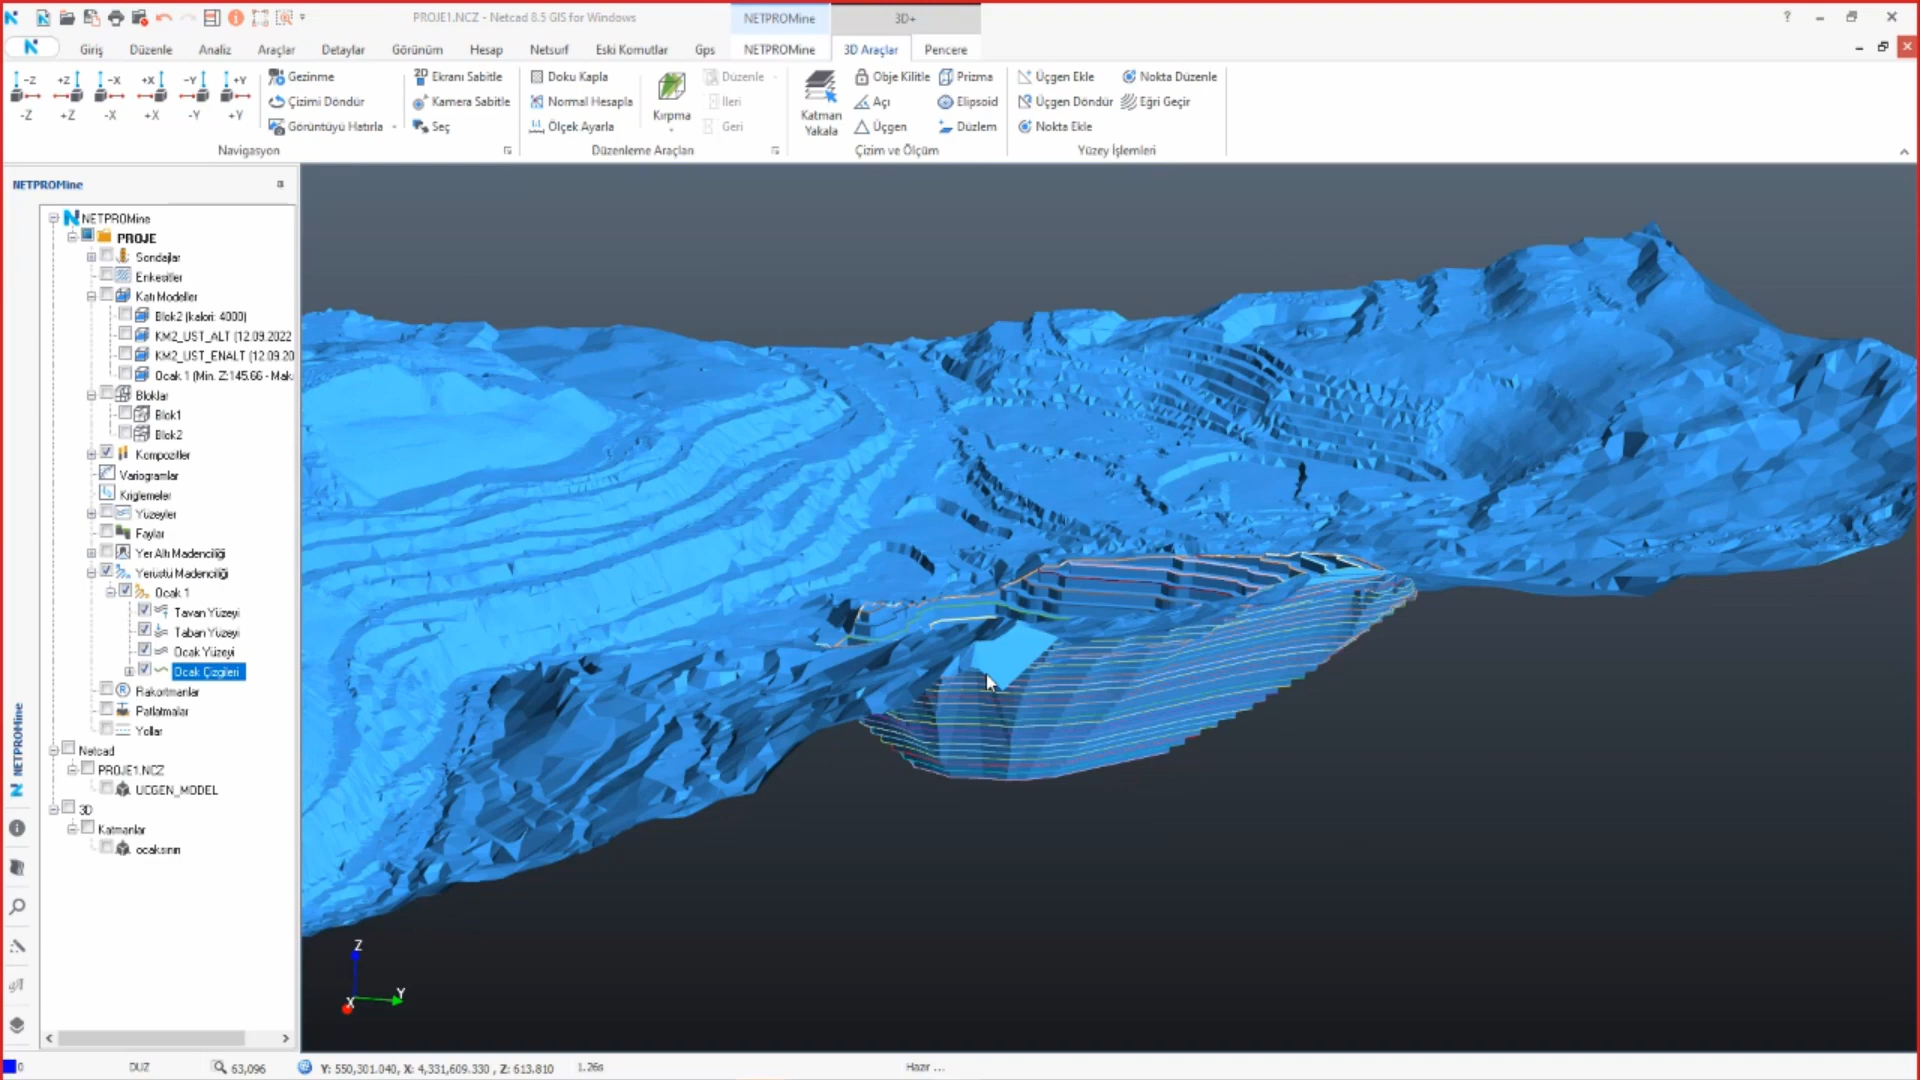 PROJE1.NCZ - Netcad 8.5 GIS for Windows
NETPROMine
3D+
Giriş Düzenle Analiz Araçlar Detaylar Görünüm Hesap Netsurf Eski Komutlar Gps NETPROMine 3D Araçlar Pencere
-Z +Z -X +X -Y +Y
-Z +Z -X +X -Y +Y
Gezinme
Çizimi Döndür
Görüntüyü Hatırla
Navigasyon
2D Ekranı Sabitle
Kamera Sabitle
Seç
Doku Kapla
Normal Hesapla
Ölçek Ayarla
Kırpma
Düzenle
İleri
Geri
Düzenleme Araçları
Katman
Yakala
Obje Kilitle
Açı
Üçgen
Prizma
Elipsoid
Düzlem
Çizim ve Ölçüm
Üçgen Ekle
Üçgen Döndür
Nokta Ekle
Nokta Düzenle
Eğri Geçir
Yüzey İşlemleri
NETPROMine
NETPROMine
PROJE
Sondajlar
Enkesitler
Katı Modeller
Blok2 (kalori: 4000)
KM2_UST_ALT (12.09.2022
KM2_UST_ENALT (12.09.20
Ocak 1 (Min. Z:145.66 - Mak
Bloklar
Blok1
Blok2
Kompozitler
Variogramlar
Kriglemeler
Yüzeyler
Faylar
Yer Altı Madenciliği
Yerüstü Madenciliği
Ocak 1
Tavan Yüzeyi
Taban Yüzeyi
Ocak Yüzeyi
Ocak Çizgileri
Rakortmanlar
Patlatmalar
Yollar
Netcad
PROJE1.NCZ
UCGEN_MODEL
3D
Katmanlar
ocaksınırı
NETPROMine
Z
Y
X
0
DUZ
63,096
Y: 550,301.040, X: 4,331,609.330 , Z: 613.810
1.26s
Hazır ...